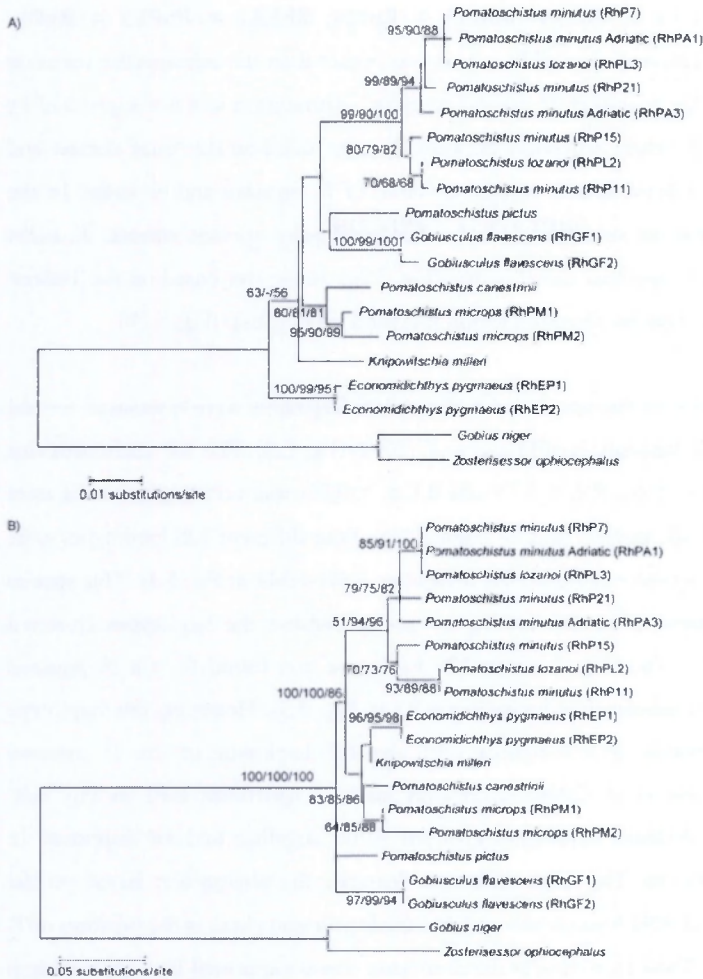 A)
95/90/88
Pomatoschistus minutus (RhP7)
Pomatoschistus minutus Adriatic (RhPA1)
Pomatoschistus lozanoi (RhPL3)
99/89/94
Pomatoschistus minutus (RhP21)
Pomatoschistus minutus Adriatic (RhPA3)
99/90/100
Pomatoschistus minutus (RhP15)
80/79/82
Pomatoschistus lozanoi (RhPL2)
70/68/68
Pomatoschistus minutus (RhP11)
Pomatoschistus pictus
100/99/100
Gobiusculus flavescens (RhGF1)
Gobiusculus flavescens (RhGF2)
63/-/56
Pomatoschistus canestrinii
80/81/81
Pomatoschistus microps (RhPM1)
95/90/99
Pomatoschistus microps (RhPM2)
Knipowitschia milleri
100/99/95
Economidichthys pygmaeus (RhEP1)
Economidichthys pygmaeus (RhEP2)
Gobius niger
Zosterisessor ophiocephalus
0.01 substitutions/site
B)
Pomatoschistus minutus (RhP7)
85/91/100
Pomatoschistus minutus Adriatic (RhPA1)
Pomatoschistus lozanoi (RhPL3)
79/75/82
Pomatoschistus minutus (RhP21)
51/94/96
Pomatoschistus minutus Adriatic (RhPA3)
Pomatoschistus minutus (RhP15)
70/73/76
Pomatoschistus lozanoi (RhPL2)
93/89/88
Pomatoschistus minutus (RhP11)
100/100/86
96/95/98
Economidichthys pygmaeus (RhEP1)
Economidichthys pygmaeus (RhEP2)
Knipowitschia milleri
100/100/100
Pomatoschistus canestrinii
83/85/86
Pomatoschistus microps (RhPM1)
64/85/88
Pomatoschistus microps (RhPM2)
Pomatoschistus pictus
Gobiusculus flavescens (RhGF1)
97/99/94
Gobiusculus flavescens (RhGF2)
Gobius niger
Zosterisessor ophiocephalus
0.05 substitutions/site